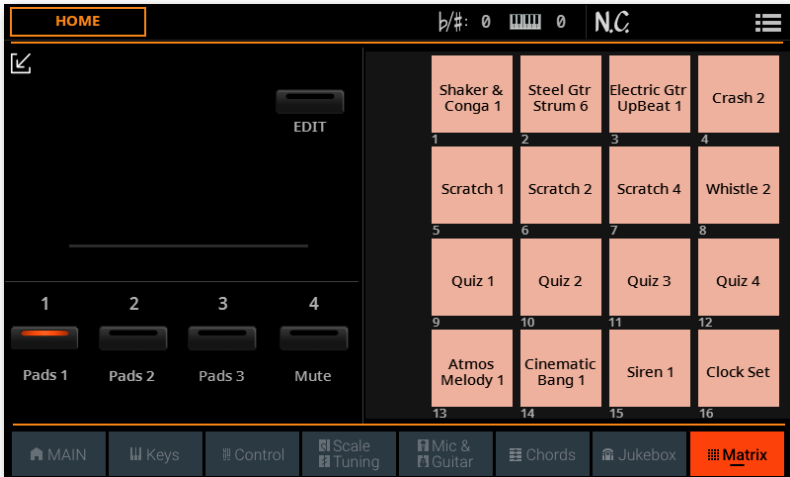 HOME
b/#: 0
0
N.C.
EDIT
1 2 3 4
Pads 1 Pads 2 Pads 3 Mute
Shaker &
Conga 1
1
Steel Gtr
Strum 6
2
Electric Gtr
UpBeat 1
3
Crash 2
4
Scratch 1
5
Scratch 2
6
Scratch 4
7
Whistle 2
8
Quiz 1
9
Quiz 2
10
Quiz 3
11
Quiz 4
12
Atmos
Melody 1
13
Cinematic
Bang 1
14
Siren 1
15
Clock Set
16
MAIN
Keys
Control
Scale
Tuning
Mic &
Guitar
Chords
Jukebox
Matrix